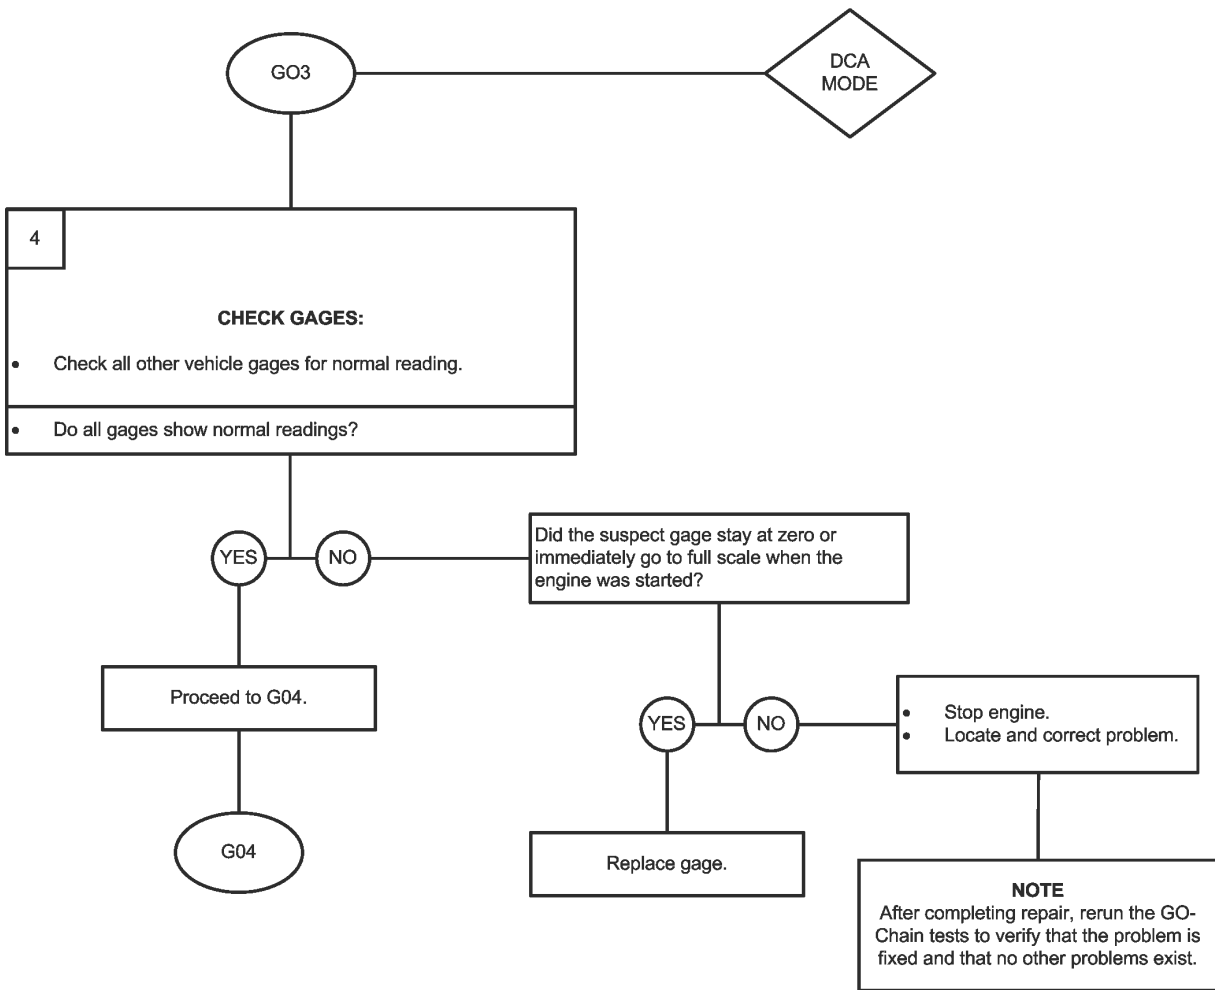 GO3
DCA
MODE
4
CHECK GAGES:
• Check all other vehicle gages for normal reading.
• Do all gages show normal readings?
YES
NO
Did the suspect gage stay at zero or
immediately go to full scale when the
engine was started?
Proceed to G04.
YES
NO
• Stop engine.
• Locate and correct problem.
G04
Replace gage.
NOTE
After completing repair, rerun the GO-
Chain tests to verify that the problem is
fixed and that no other problems exist.